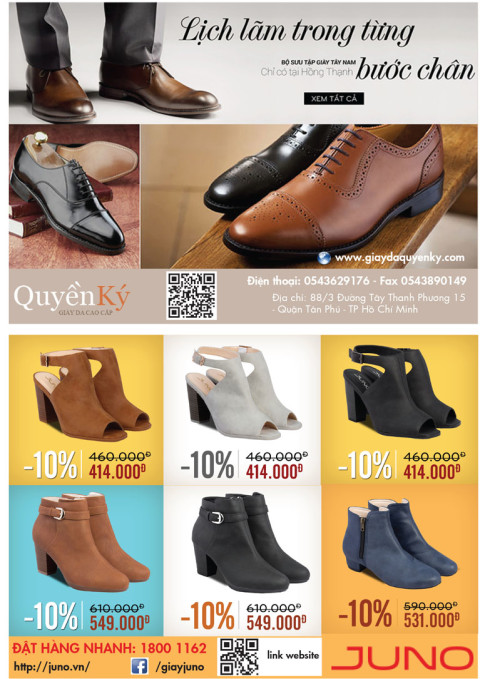 Lịch lãm trong từng
BỘ SƯU TẬP GIÀY TÂY NAM
Chỉ có tại Hồng Thạnh
bước chân
XEM TẤT CẢ
www.giaydaquyenky.com
QuyềnKý
GIÀY DA CAO CẤP
Điện thoại: 0543629176 - Fax 0543890149
Địa chỉ: 88/3 Đường Tây Thanh Phương 15
- Quận Tân Phú - TP Hồ Chí Minh
-10% 460.000Đ
414.000Đ
-10% 460.000Đ
414.000Đ
-10% 460.000Đ
414.000Đ
-10% 610.000Đ
549.000Đ
-10% 610.000Đ
549.000Đ
-10% 590.000Đ
531.000Đ
ĐẶT HÀNG NHANH: 1800 1162
http://juno.vn/
f /giayjuno
link website
JUNO